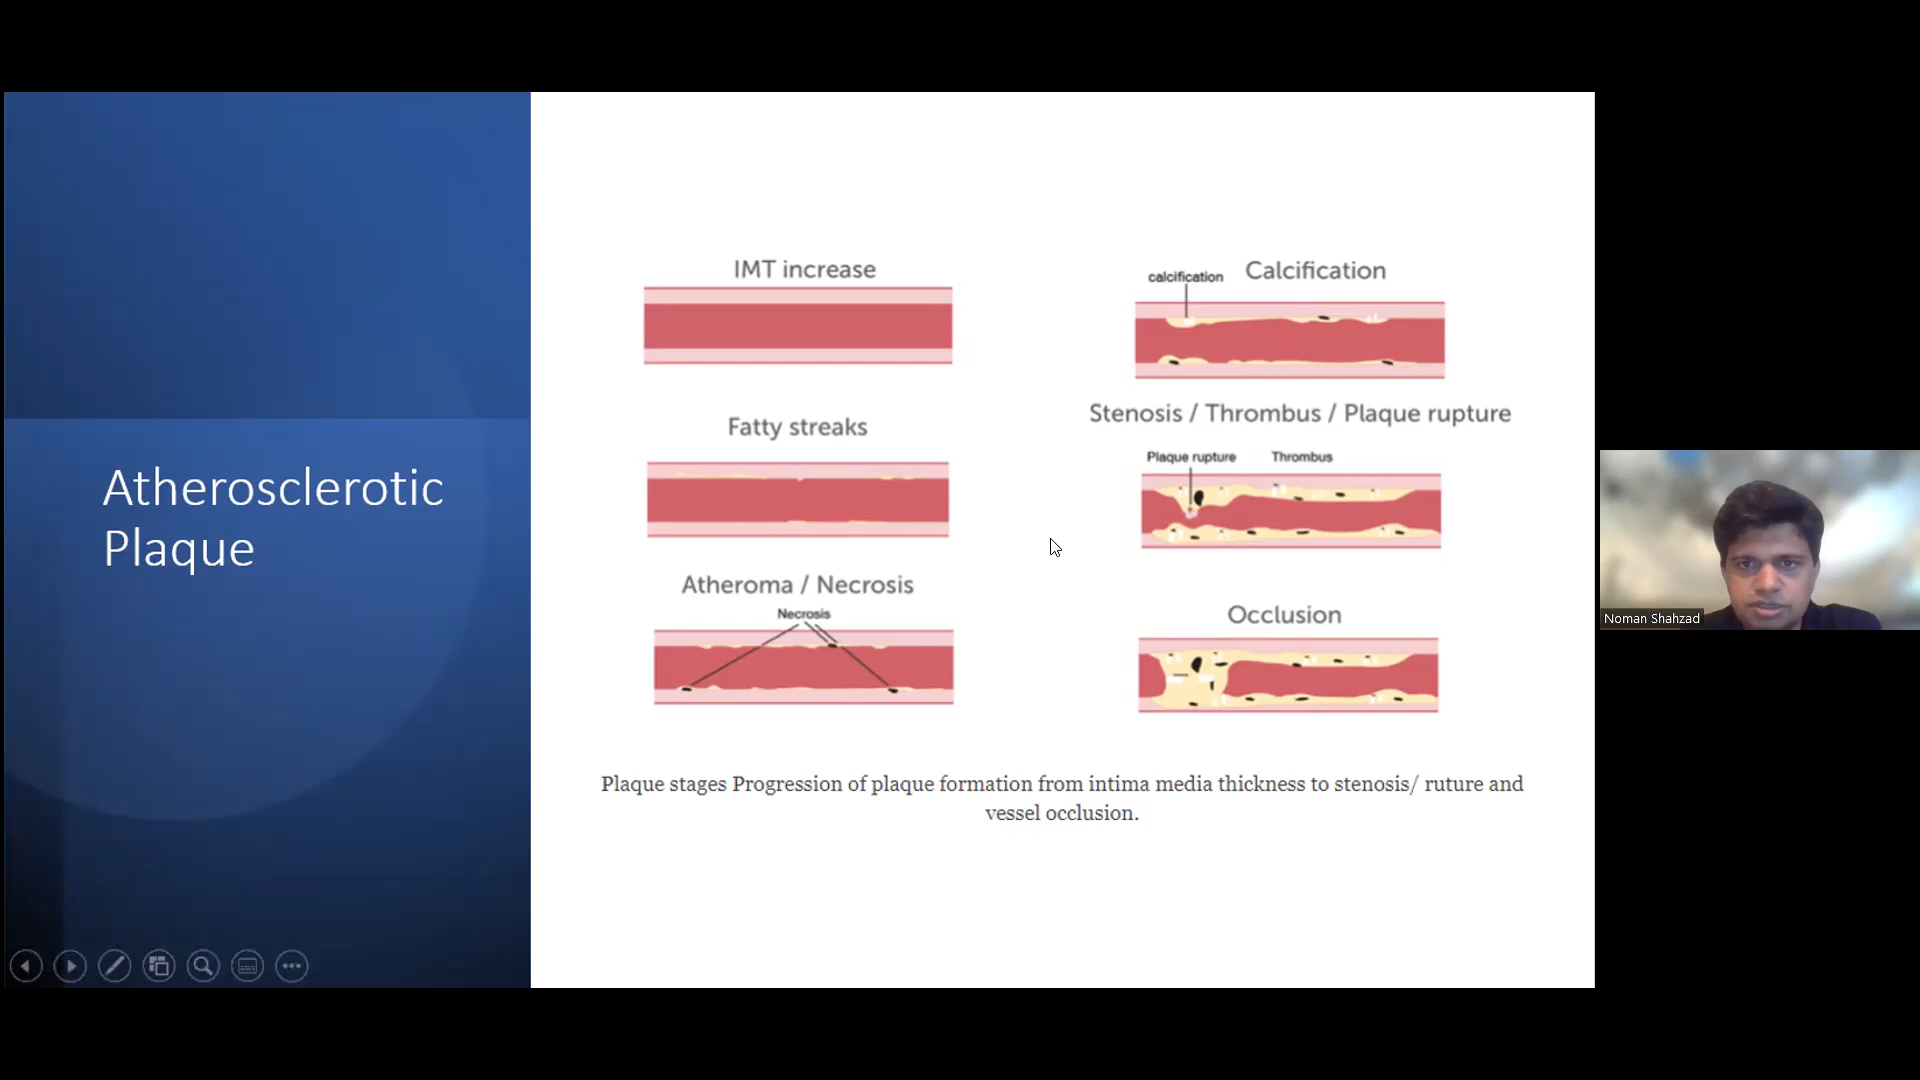 Atherosclerotic
Plaque
IMT increase
Fatty streaks
Atheroma / Necrosis
Necrosis
calcification
Calcification
Stenosis / Thrombus / Plaque rupture
Plaque rupture
Thrombus
Occlusion
Plaque stages Progression of plaque formation from intima media thickness to stenosis/ ruture and
vessel occlusion.
Noman Shahzad